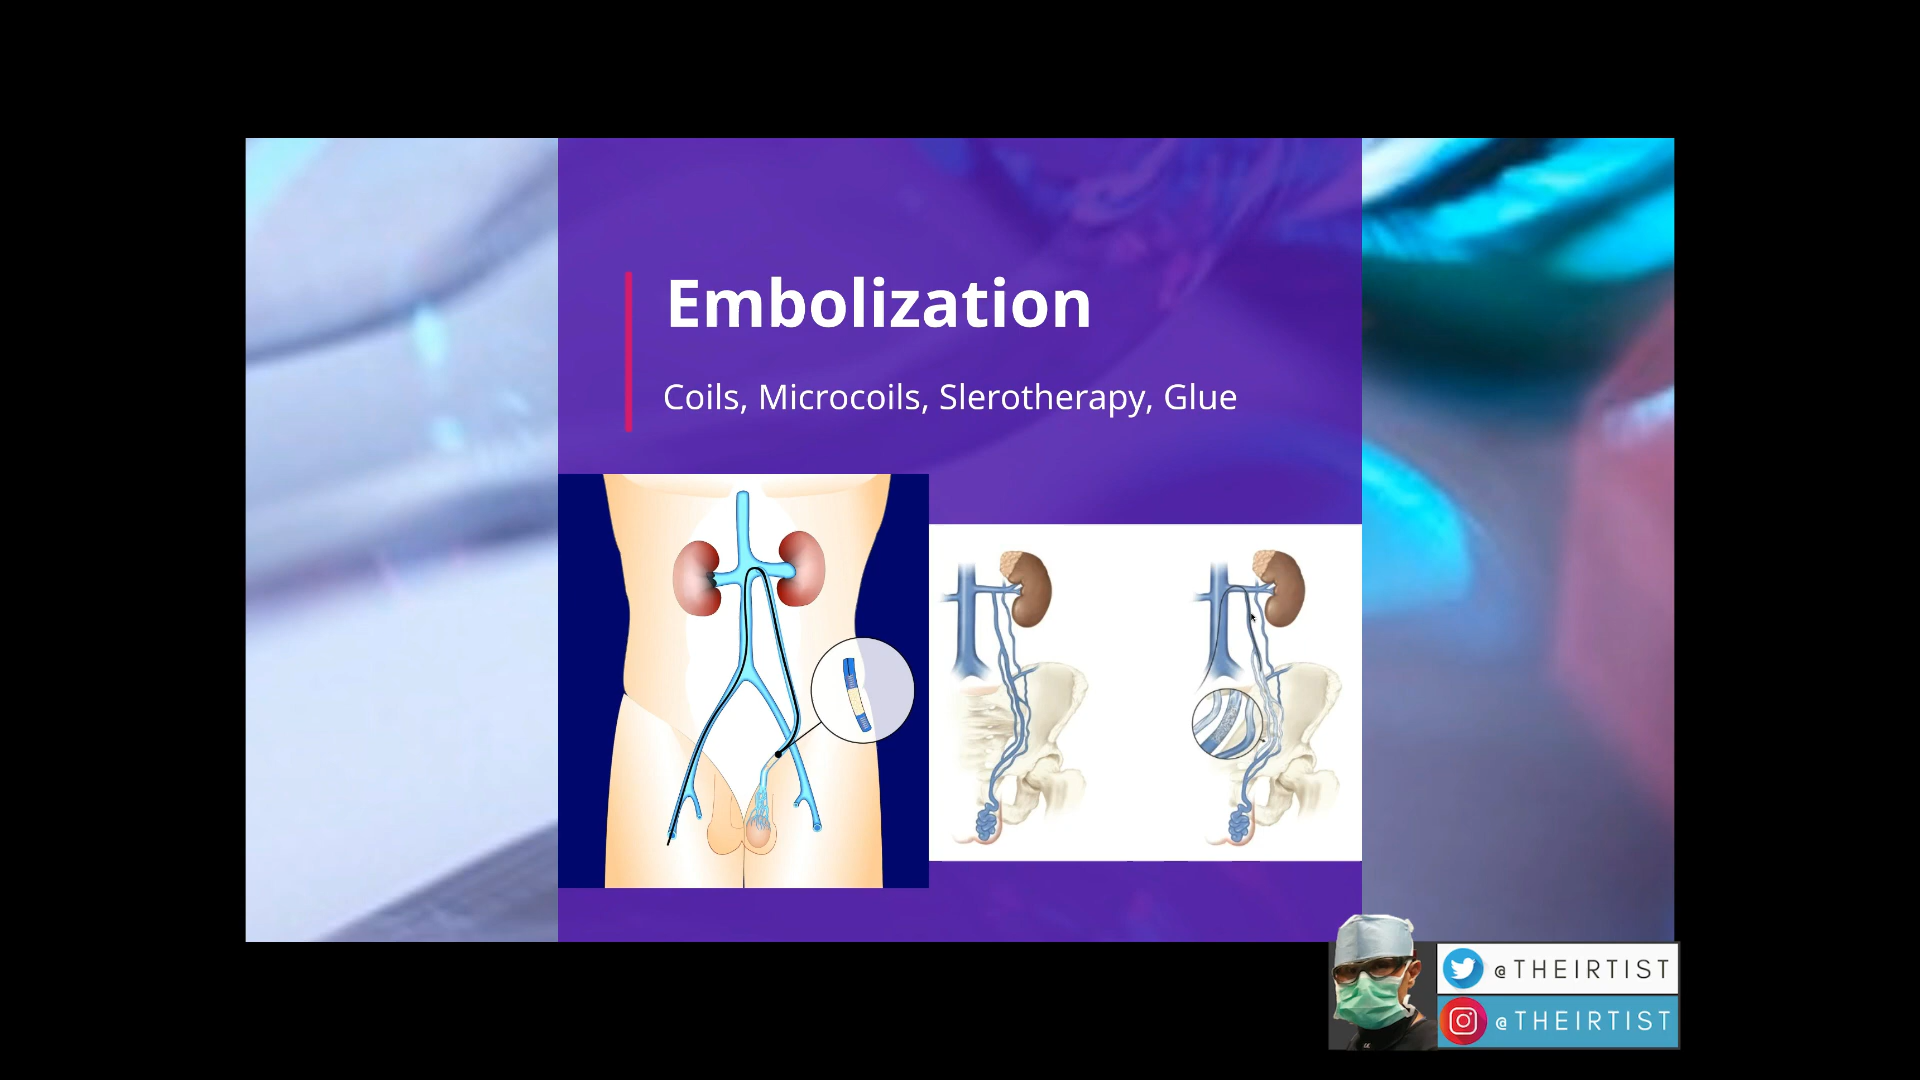 Embolization
Coils, Microcoils, Slerotherapy, Glue
@THEIRTIST
@THEIRTIST